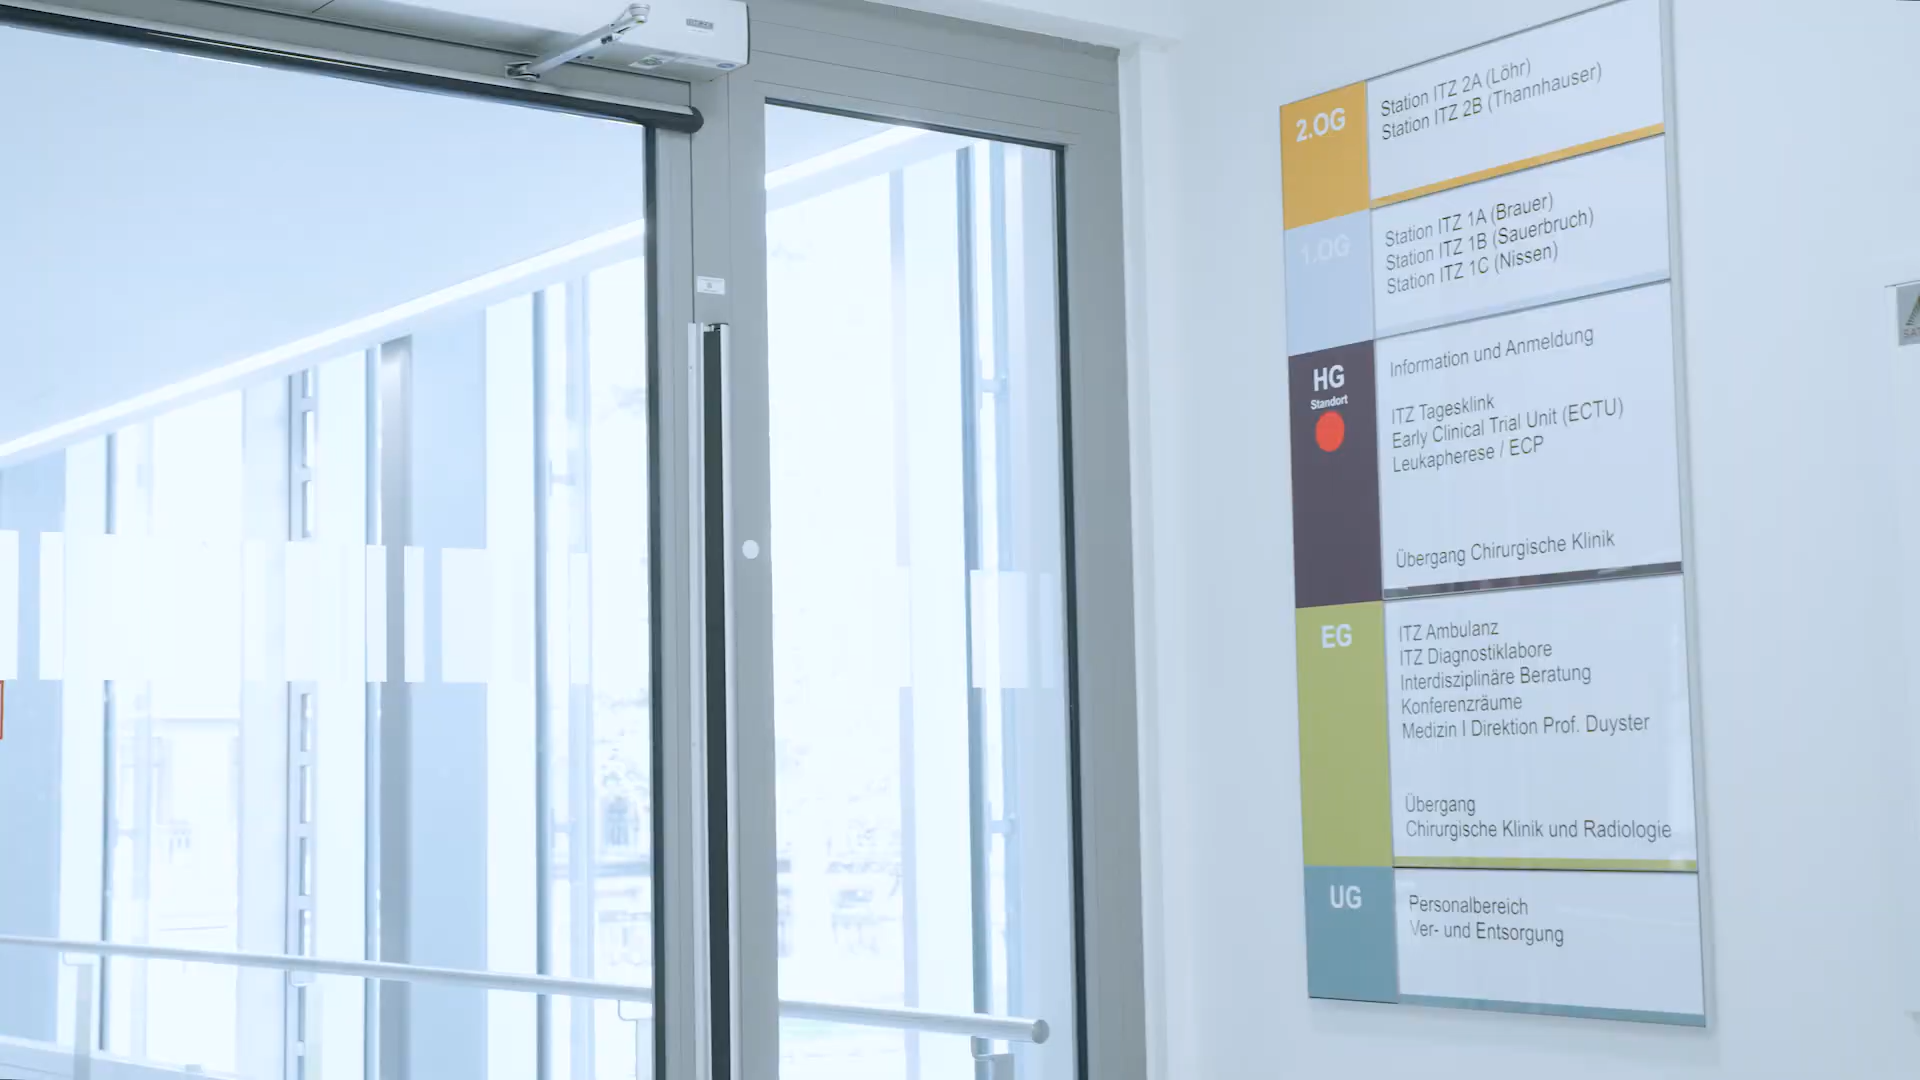 2.OG
Station ITZ 2A (Löhr)
Station ITZ 2B (Thannhauser)
1.OG
Station ITZ 1A (Brauer)
Station ITZ 1B (Sauerbruch)
Station ITZ 1C (Nissen)
HG
Standort
Information und Anmeldung
ITZ Tagesklink
Early Clinical Trial Unit (ECTU)
Leukapherese / ECP
Übergang Chirurgische Klinik
EG
ITZ Ambulanz
ITZ Diagnostiklabore
Interdisziplinäre Beratung
Konferenzräume
Medizin I Direktion Prof. Duyster
Übergang
Chirurgische Klinik und Radiologie
UG
Personalbereich
Ver- und Entsorgung